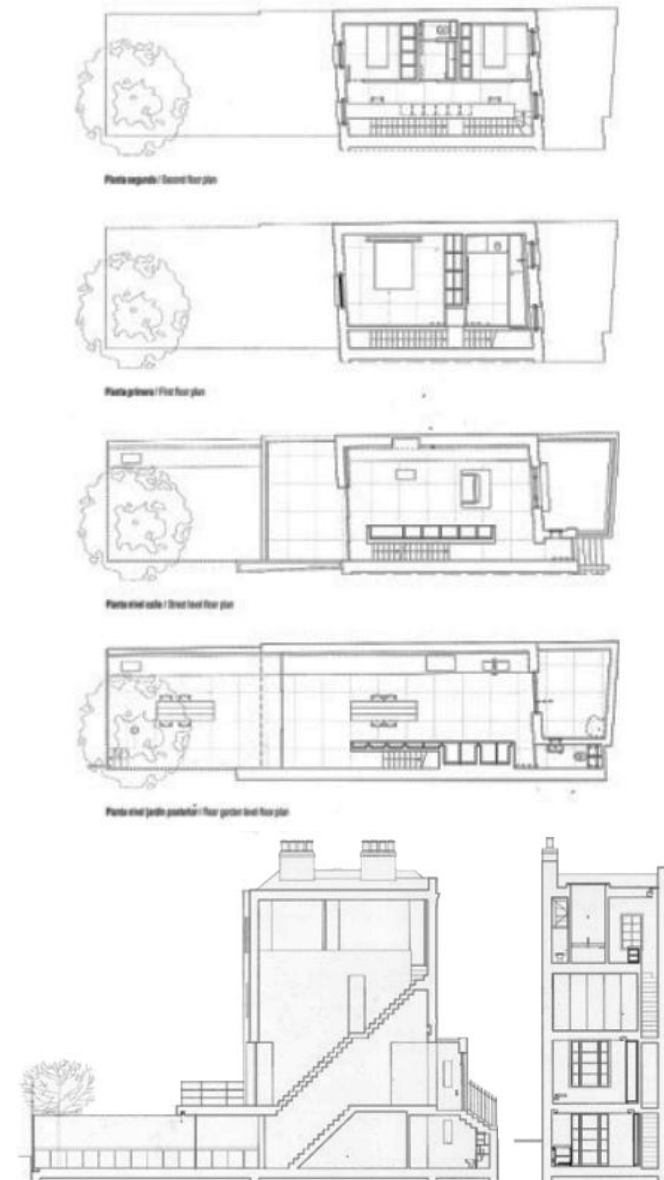 Planta segunda / Second floor plan
Planta primera / First floor plan
Planta nivel calle / Street level floor plan
Planta nivel jardín posterior / Rear garden level floor plan